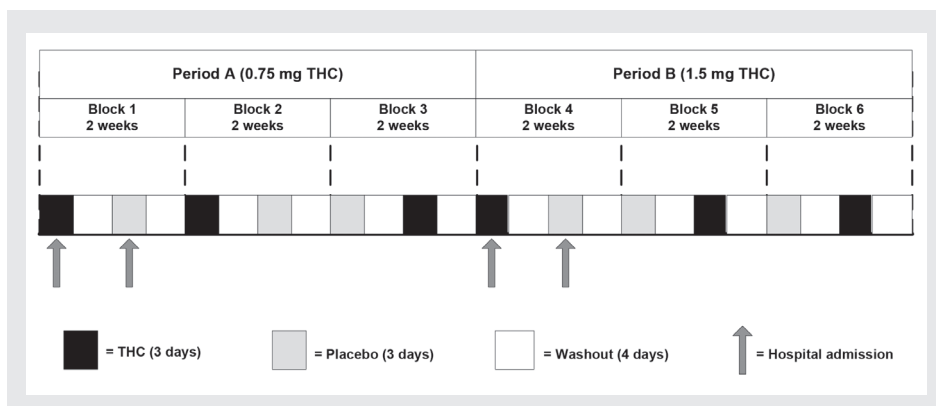 Period A (0.75 mg THC)
Period B (1.5 mg THC)
Block 1
2 weeks
Block 2
2 weeks
Block 3
2 weeks
Block 4
2 weeks
Block 5
2 weeks
Block 6
2 weeks
= THC (3 days)
= Placebo (3 days)
= Washout (4 days)
= Hospital admission